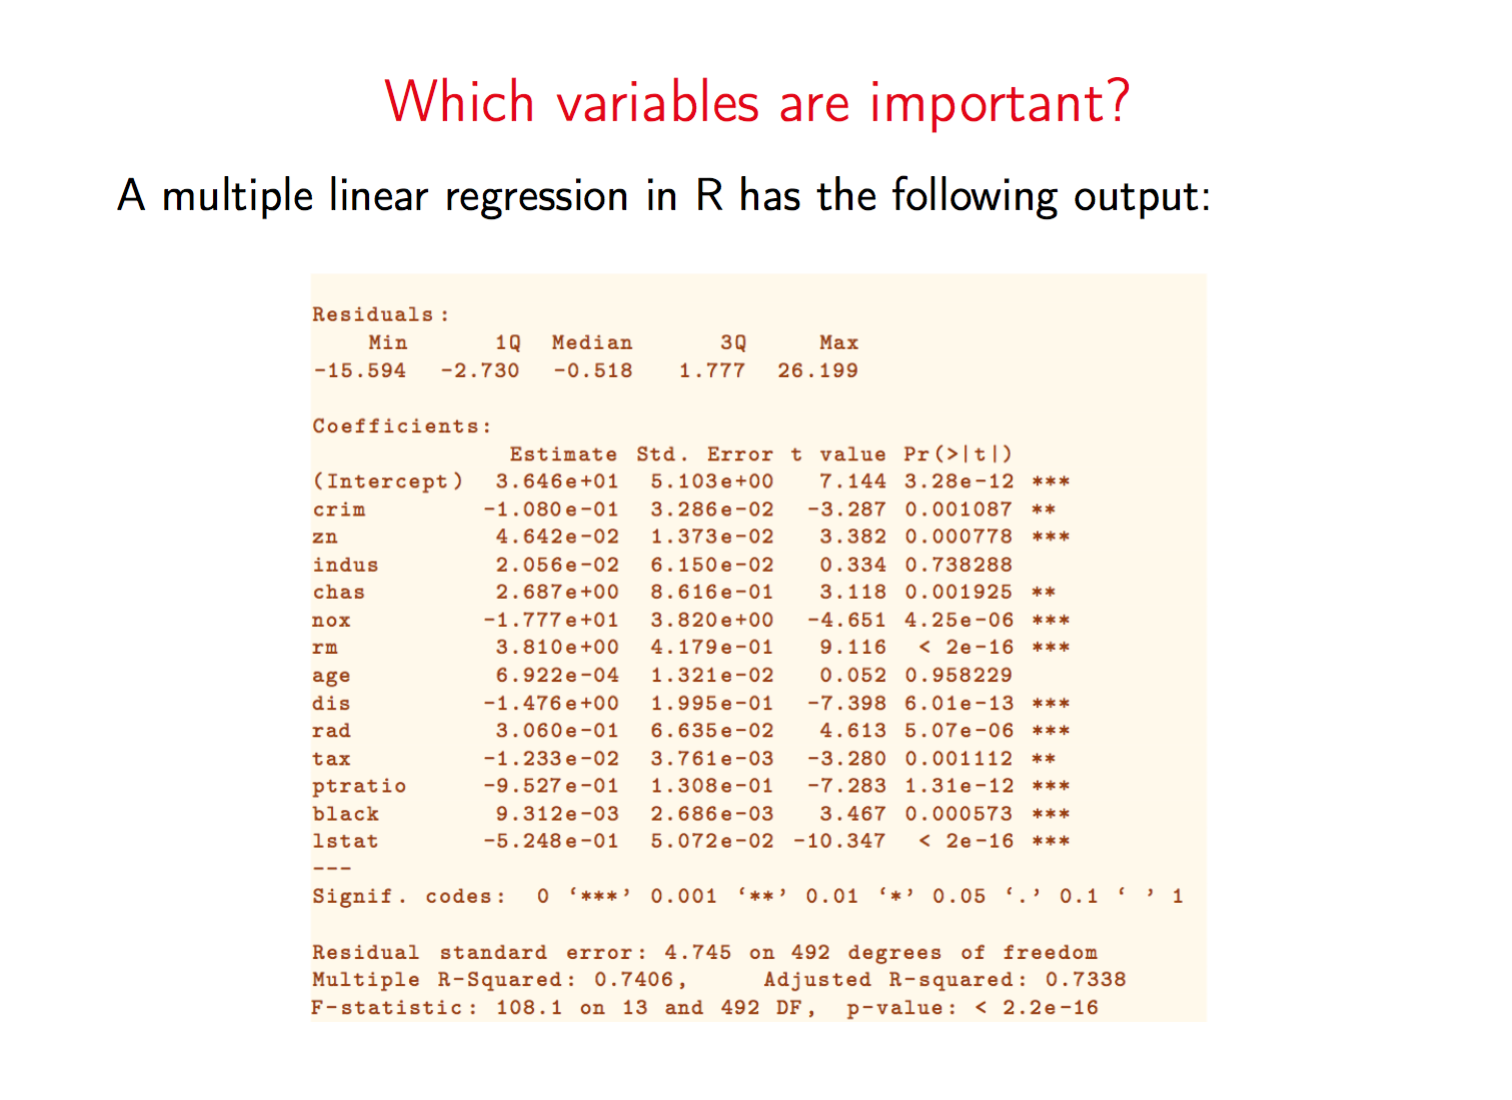 Which variables are important?
A multiple linear regression in R has the following output:
Residuals:
Min 1Q Median 3Q Max
-15.594 -2.730 -0.518 1.777 26.199
Coefficients:
Estimate Std. Error t value Pr(>|t|)
(Intercept) 3.646e+01 5.103e+00 7.144 3.28e-12 ***
crim -1.080e-01 3.286e-02 -3.287 0.001087 **
zn 4.642e-02 1.373e-02 3.382 0.000778 ***
indus 2.056e-02 6.150e-02 0.334 0.738288
chas 2.687e+00 8.616e-01 3.118 0.001925 **
nox -1.777e+01 3.820e+00 -4.651 4.25e-06 ***
rm 3.810e+00 4.179e-01 9.116 < 2e-16 ***
age 6.922e-04 1.321e-02 0.052 0.958229
dis -1.476e+00 1.995e-01 -7.398 6.01e-13 ***
rad 3.060e-01 6.635e-02 4.613 5.07e-06 ***
tax -1.233e-02 3.761e-03 -3.280 0.001112 **
ptratio -9.527e-01 1.308e-01 -7.283 1.31e-12 ***
black 9.312e-03 2.686e-03 3.467 0.000573 ***
lstat -5.248e-01 5.072e-02 -10.347 < 2e-16 ***
---
Signif. codes: 0 ‘***’ 0.001 ‘**’ 0.01 ‘*’ 0.05 ‘.’ 0.1 ‘ ’ 1
Residual standard error: 4.745 on 492 degrees of freedom
Multiple R-Squared: 0.7406, Adjusted R-squared: 0.7338
F-statistic: 108.1 on 13 and 492 DF, p-value: < 2.2e-16